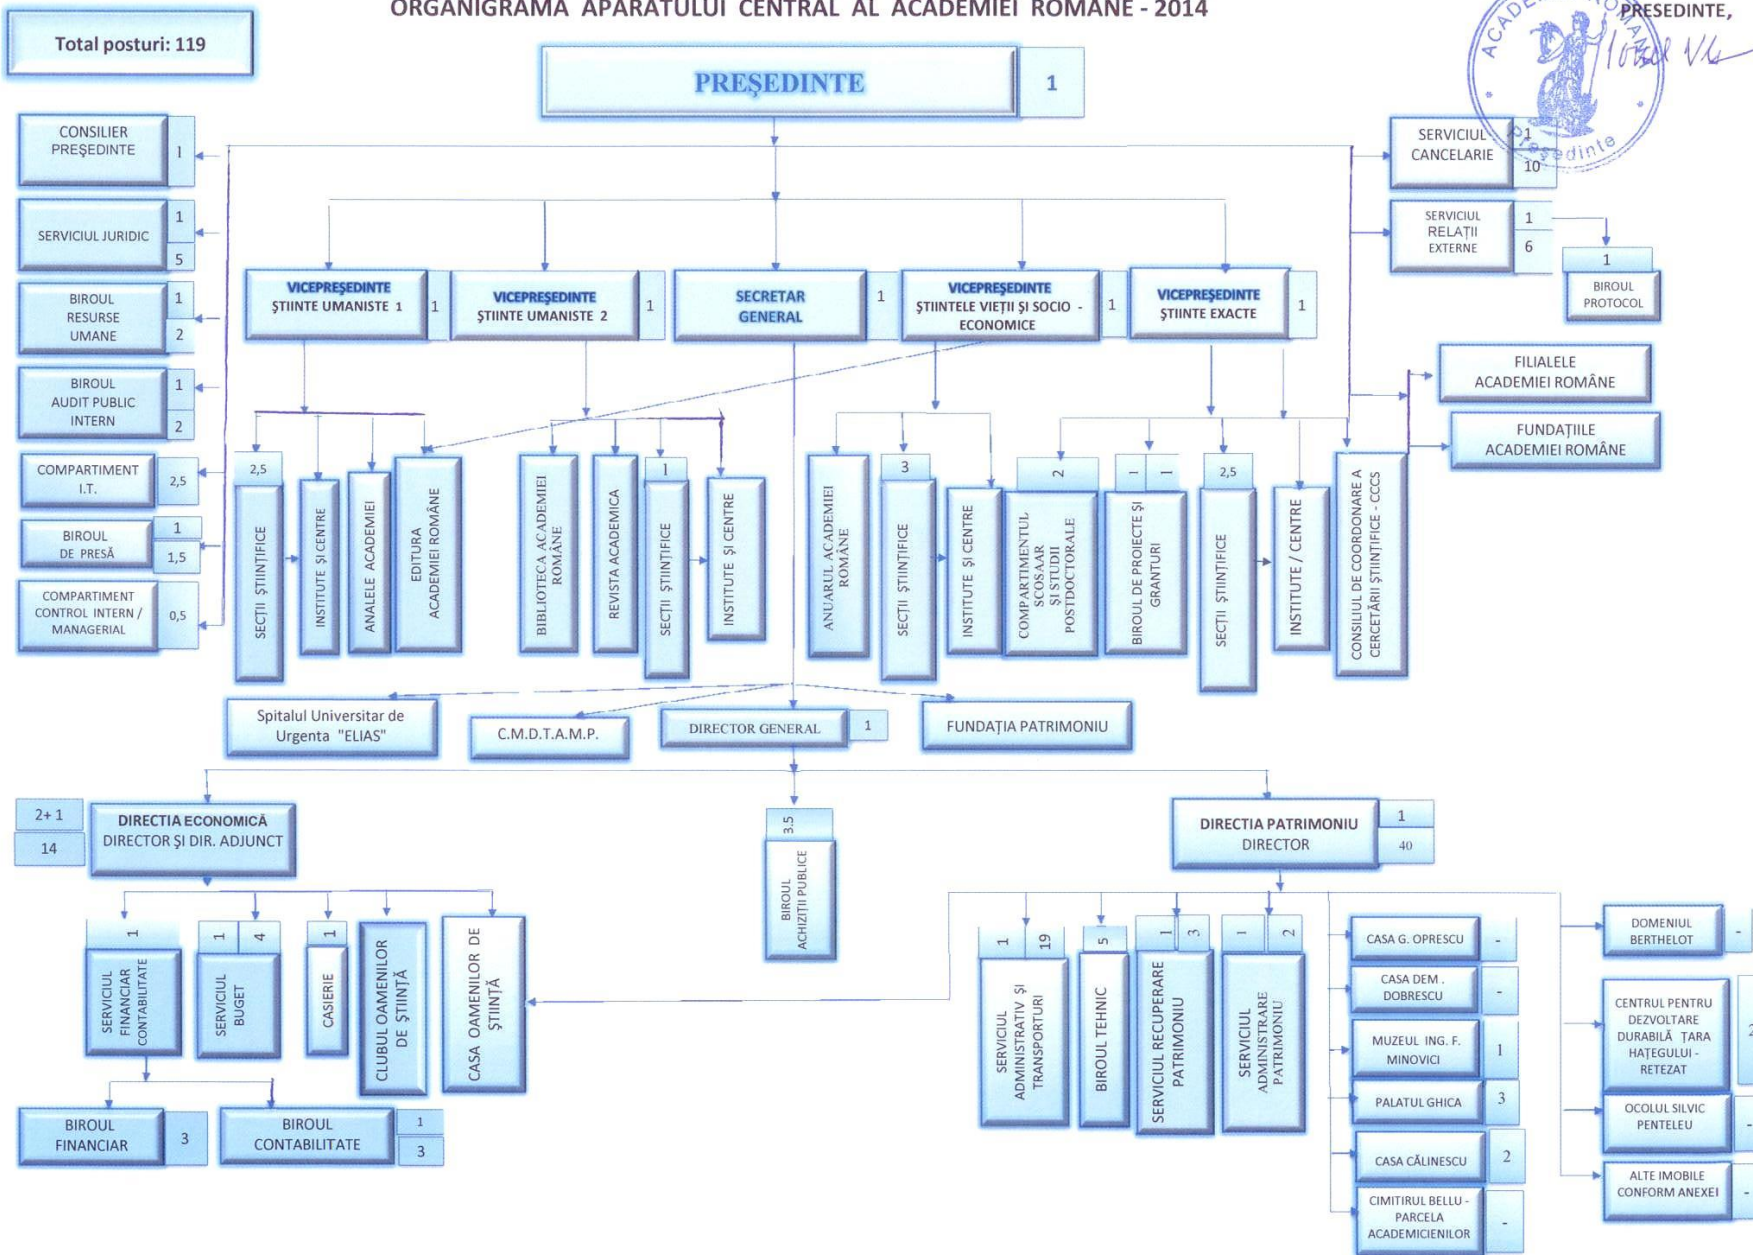 ORGANIGRAMA APARATULUI CENTRAL AL ACADEMIEI ROMANE - 2014
PRESEDINTE,
Total posturi: 119
PREŞEDINTE
1
CONSILIER
PREŞEDINTE
1
SERVICIUL JURIDIC
1
5
BIROUL
RESURSE
UMANE
1
2
BIROUL
AUDIT PUBLIC
INTERN
1
2
COMPARTIMENT
I.T.
2,5
BIROUL
DE PRESĂ
1
1,5
COMPARTIMENT
CONTROL INTERN /
MANAGERIAL
0,5
SERVICIUL
CANCELARIE
1
10
Preşedinte
SERVICIUL
RELAŢII
EXTERNE
1
6
1
BIROUL
PROTOCOL
VICEPREŞEDINTE
ŞTIINTE UMANISTE 1
1
VICEPREŞEDINTE
ŞTIINTE UMANISTE 2
1
SECRETAR
GENERAL
1
VICEPREŞEDINTE
ŞTIINTELE VIEŢII ŞI SOCIO -
ECONOMICE
1
VICEPREŞEDINTE
ŞTIINTE EXACTE
1
FILIALELE
ACADEMIEI ROMÂNE
FUNDAŢIILE
ACADEMIEI ROMÂNE
2,5
SECŢII ŞTIINŢIFICE
INSTITUTE ŞI CENTRE
ANALELE ACADEMIEI
EDITURA
ACADEMIEI ROMÂNE
BIBLIOTECA ACADEMIEI
ROMÂNE
REVISTA ACADEMICA
1
SECŢII ŞTIINŢIFICE
INSTITUTE ŞI CENTRE
ANUARUL ACADEMIEI
ROMÂNE
3
SECŢII ŞTIINŢIFICE
INSTITUTE ŞI CENTRE
2
COMPARTIMENTUL
SCOSAAR
ŞI STUDII
POSTDOCTORALE
1
1
BIROUL DE PROIECTE ŞI
GRANTURI
2,5
SECŢII ŞTIINŢIFICE
INSTITUTE / CENTRE
CONSILIUL DE COORDONARE A
CERCETĂRII ŞTIINŢIFICE - CCCS
Spitalul Universitar de
Urgenta "ELIAS"
C.M.D.T.A.M.P.
DIRECTOR GENERAL
1
FUNDAŢIA PATRIMONIU
2+ 1
14
DIRECTIA ECONOMICĂ
DIRECTOR ŞI DIR. ADJUNCT
3.5
BIROUL
ACHIZIŢII PUBLICE
DIRECTIA PATRIMONIU
DIRECTOR
1
40
1
SERVICIUL
FINANCIAR
CONTABILITATE
1
4
SERVICIUL
BUGET
1
CASIERIE
CLUBUL OAMENILOR
DE ŞTIINŢĂ
CASA OAMENILOR DE
ŞTIINŢĂ
BIROUL
FINANCIAR
3
BIROUL
CONTABILITATE
1
3
1
19
SERVICIUL
ADMINISTRATIV ŞI
TRANSPORTURI
5
BIROUL TEHNIC
1
3
SERVICIUL RECUPERARE
PATRIMONIU
1
2
SERVICIUL
ADMINISTRARE
PATRIMONIU
CASA G. OPRESCU
-
CASA DEM .
DOBRESCU
-
MUZEUL ING. F.
MINOVICI
1
PALATUL GHICA
3
CASA CĂLINESCU
2
CIMITIRUL BELLU -
PARCELA
ACADEMICIENILOR
-
DOMENIUL
BERTHELOT
-
CENTRUL PENTRU
DEZVOLTARE
DURABILĂ ŢARA
HAŢEGULUI -
RETEZAT
2
OCOLUL SILVIC
PENTELEU
-
ALTE IMOBILE
CONFORM ANEXEI
-